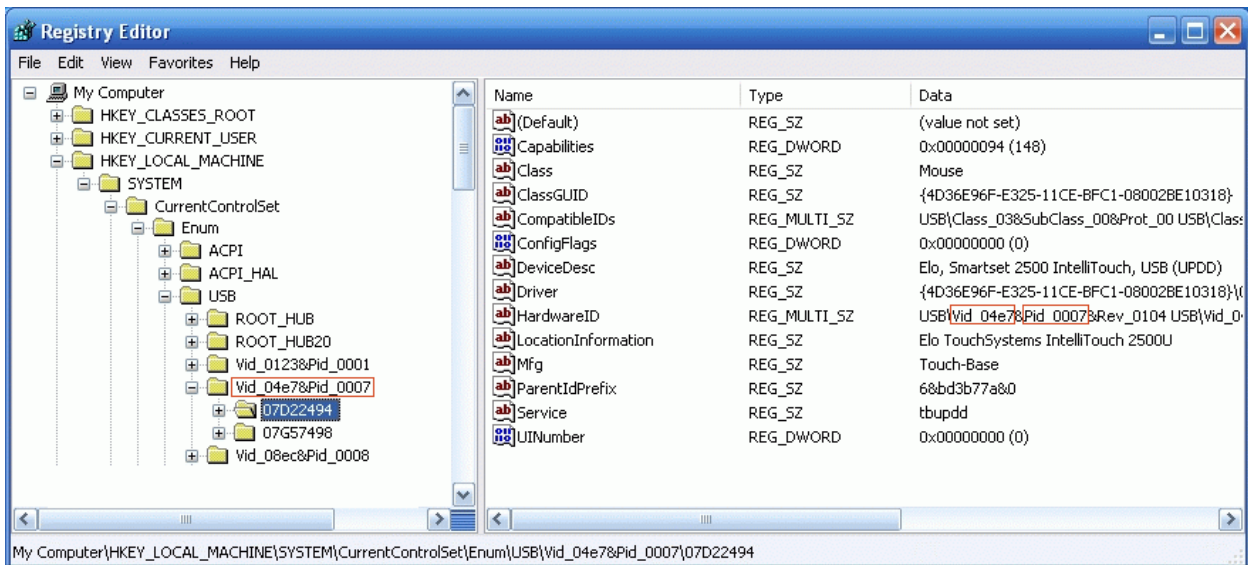 Registry Editor
File Edit View Favorites Help
My Computer
HKEY_CLASSES_ROOT
HKEY_CURRENT_USER
HKEY_LOCAL_MACHINE
SYSTEM
CurrentControlSet
Enum
ACPI
ACPI_HAL
USB
ROOT_HUB
ROOT_HUB20
Vid_0123&Pid_0001
Vid_04e7&Pid_0007
07D22494
07G57498
Vid_08ec&Pid_0008
Name Type Data
(Default) REG_SZ (value not set)
Capabilities REG_DWORD 0x00000094 (148)
Class REG_SZ Mouse
ClassGUID REG_SZ {4D36E96F-E325-11CE-BFC1-08002BE10318}
CompatibleIDs REG_MULTI_SZ USB\Class_03&SubClass_00&Prot_00 USB\Class
ConfigFlags REG_DWORD 0x00000000 (0)
DeviceDesc REG_SZ Elo, Smartset 2500 IntelliTouch, USB (UPDD)
Driver REG_SZ {4D36E96F-E325-11CE-BFC1-08002BE10318}\(
HardwareID REG_MULTI_SZ USB\Vid_04e7&Pid_0007&Rev_0104 USB\Vid_0
LocationInformation REG_SZ Elo TouchSystems IntelliTouch 2500U
Mfg REG_SZ Touch-Base
ParentIdPrefix REG_SZ 6&bd3b77a&0
Service REG_SZ tbupdd
UINumber REG_DWORD 0x00000000 (0)
My Computer\HKEY_LOCAL_MACHINE\SYSTEM\CurrentControlSet\Enum\USB\Vid_04e7&Pid_0007\07D22494